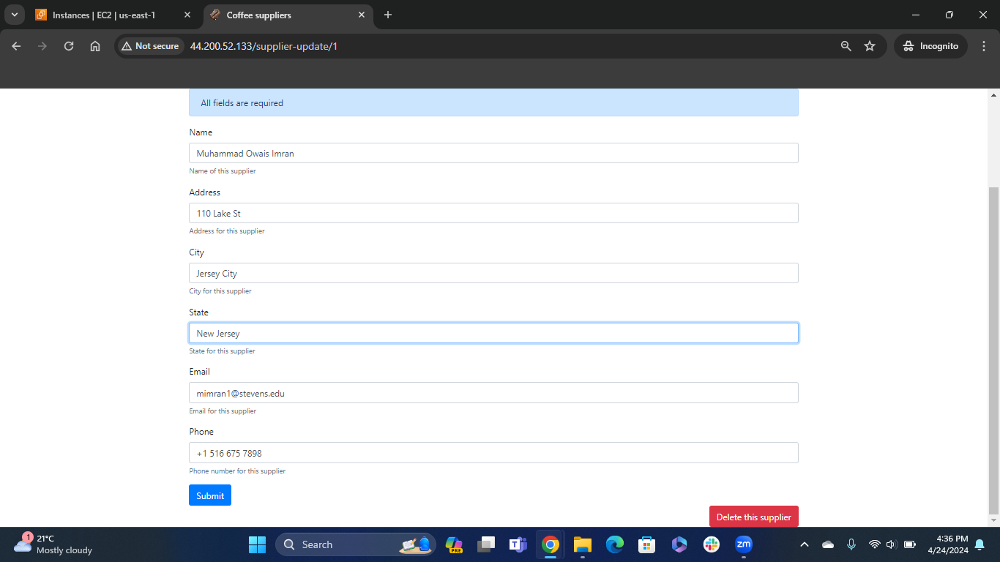 Instances | EC2 | us-east-1
Coffee suppliers
Not secure
44.200.52.133/supplier-update/1
Incognito
All fields are required
Name
Muhammad Owais Imran
Name of this supplier
Address
110 Lake St
Address for this supplier
City
Jersey City
City for this supplier
State
New Jersey
State for this supplier
Email
mimran1@stevens.edu
Email for this supplier
Phone
+1 516 675 7898
Phone number for this supplier
Submit
Delete this supplier
1
21°C
Mostly cloudy
Search
PRE
zm
4:36 PM
4/24/2024